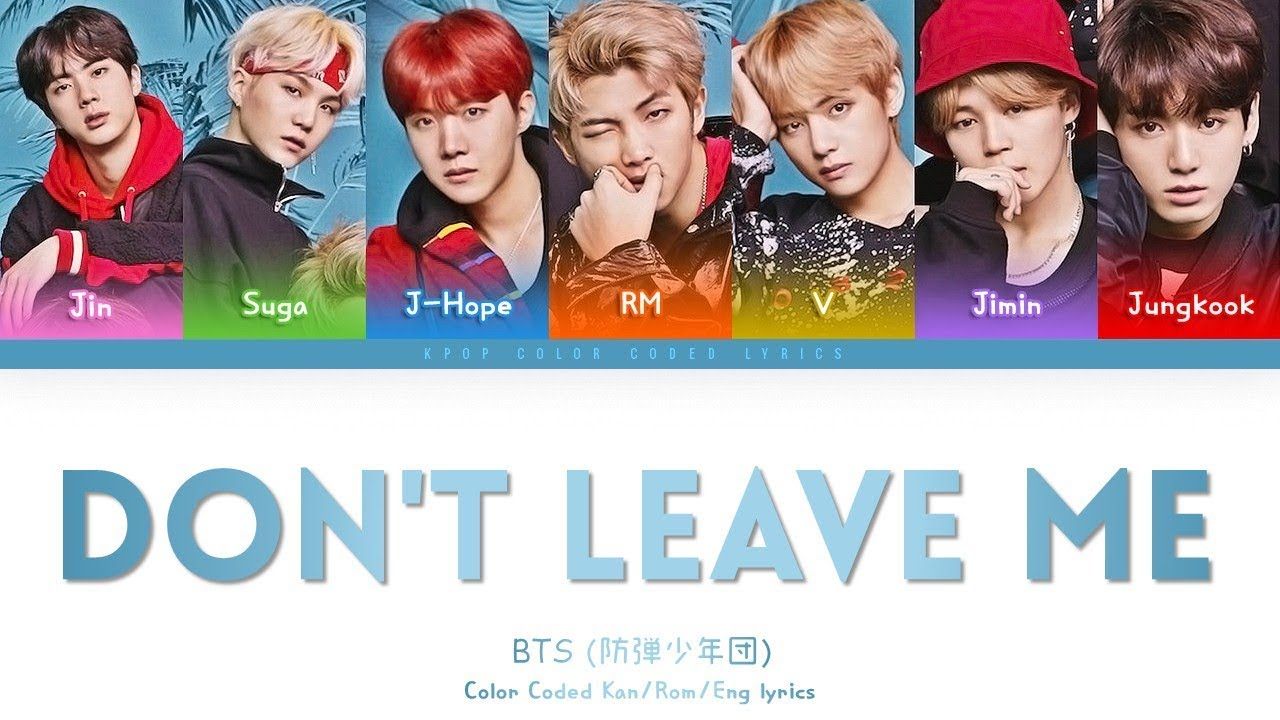 Jin Suga J-Hope RM V Jimin Jungkook
KPOP COLOR CODED LYRICS
DON'T LEAVE ME
BTS (防弾少年団)
Color Coded Kan/Rom/Eng lyrics